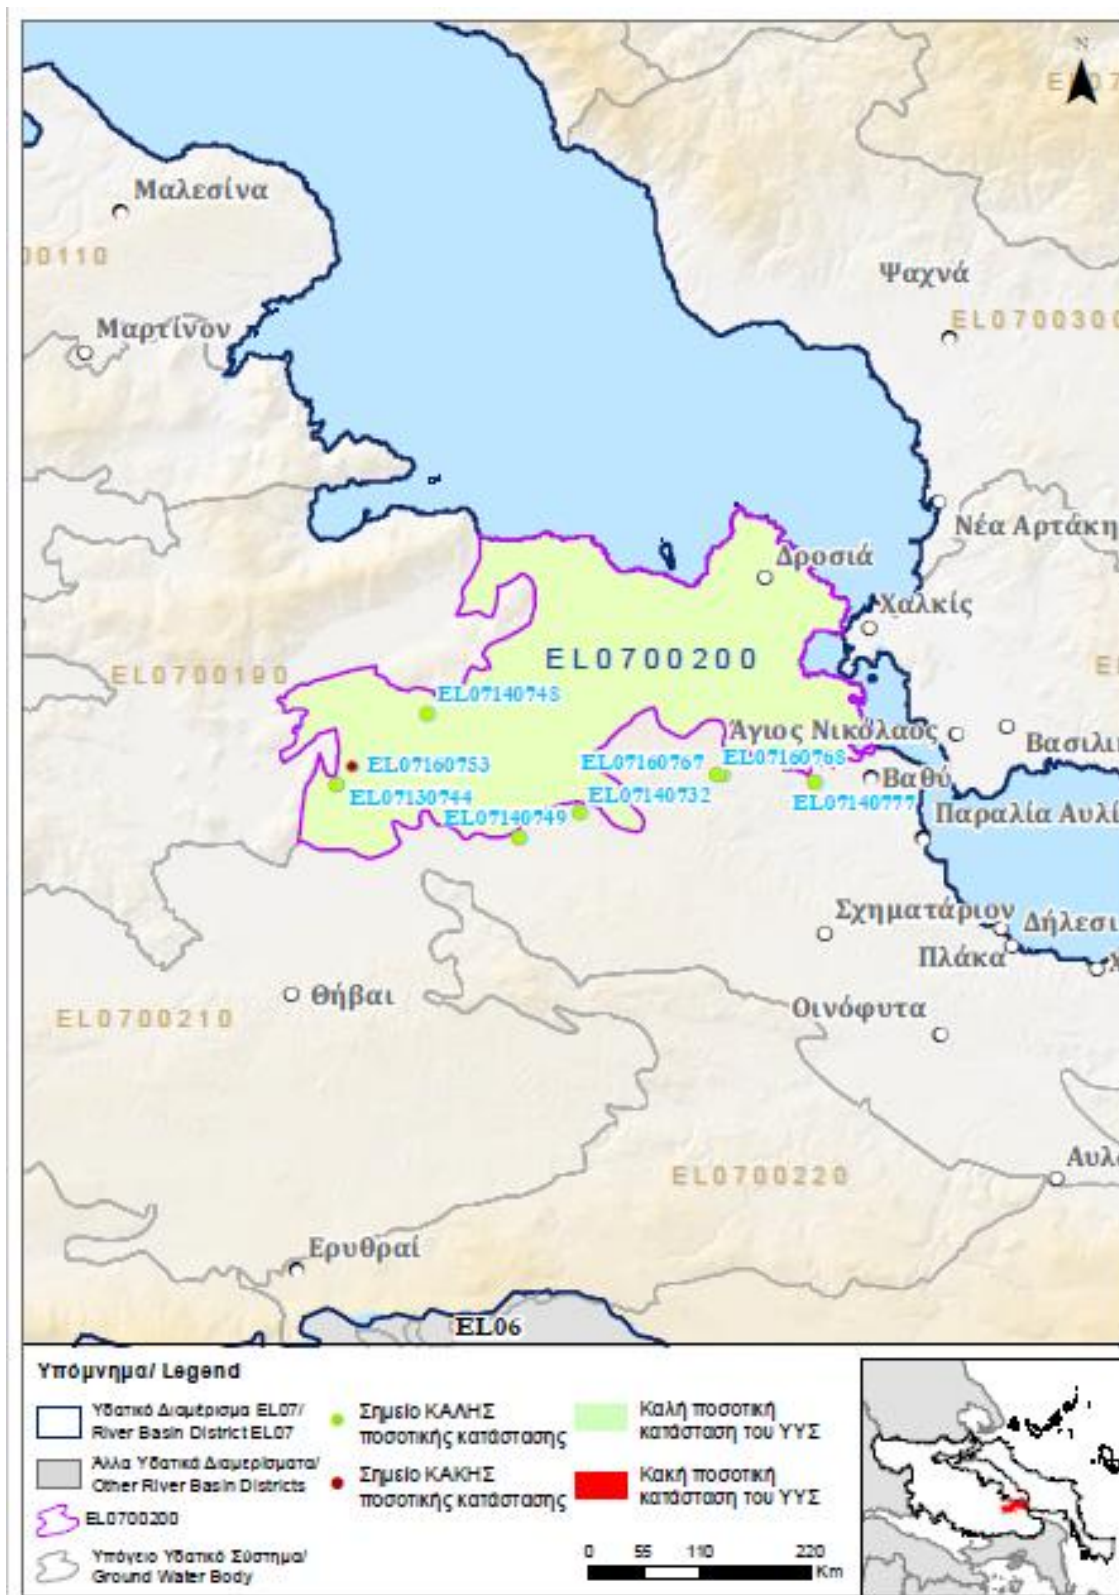 N
EL07
Μαλεσίνα
00110
Ψαχνά
Μαρτίνον
EL0700300
Νέα Αρτάκη
Δροσιά
Χαλκίς
EL0700200
EL0700190
EL07140748
Άγιος Νικόλαος
Βασιλι
EL07160753
EL07160767
EL07160768
Βαθύ
EL07130744
EL07140732
EL07140777
EL07140749
Παραλία Αυλί
Σχηματάριον
Δήλεσι
Πλάκα
Θήβαι
Οινόφυτα
EL0700210
Αυλ
EL0700220
Ερυθραί
EL06
Υπόμνημα/ Legend
Υδατικό Διαμέρισμα EL07/
River Basin District EL07
Άλλα Υδατικά Διαμερίσματα/
Other River Basin Districts
EL0700200
Υπόγειο Υδατικό Σύστημα/
Ground Water Body
Σημείο ΚΑΛΗΣ
ποσοτικής κατάστασης
Σημείο ΚΑΚΗΣ
ποσοτικής κατάστασης
Καλή ποσοτική
κατάσταση του ΥΥΣ
Κακή ποσοτική
κατάσταση του ΥΥΣ
0 55 110 220
Km